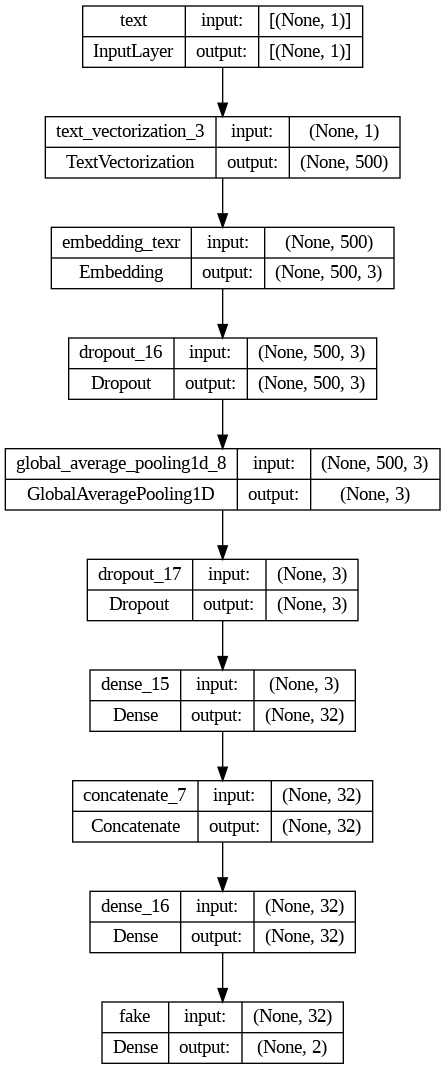 text input: [(None, 1)]
InputLayer output: [(None, 1)]
text_vectorization_3 input: (None, 1)
TextVectorization output: (None, 500)
embedding_texr input: (None, 500)
Embedding output: (None, 500, 3)
dropout_16 input: (None, 500, 3)
Dropout output: (None, 500, 3)
global_average_pooling1d_8 input: (None, 500, 3)
GlobalAveragePooling1D output: (None, 3)
dropout_17 input: (None, 3)
Dropout output: (None, 3)
dense_15 input: (None, 3)
Dense output: (None, 32)
concatenate_7 input: (None, 32)
Concatenate output: (None, 32)
dense_16 input: (None, 32)
Dense output: (None, 32)
fake input: (None, 32)
Dense output: (None, 2)